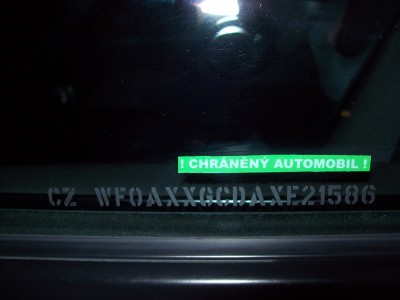 ! CHRÁNĚNÝ AUTOMOBIL !
CZ WF0AXXGCDAXE21586